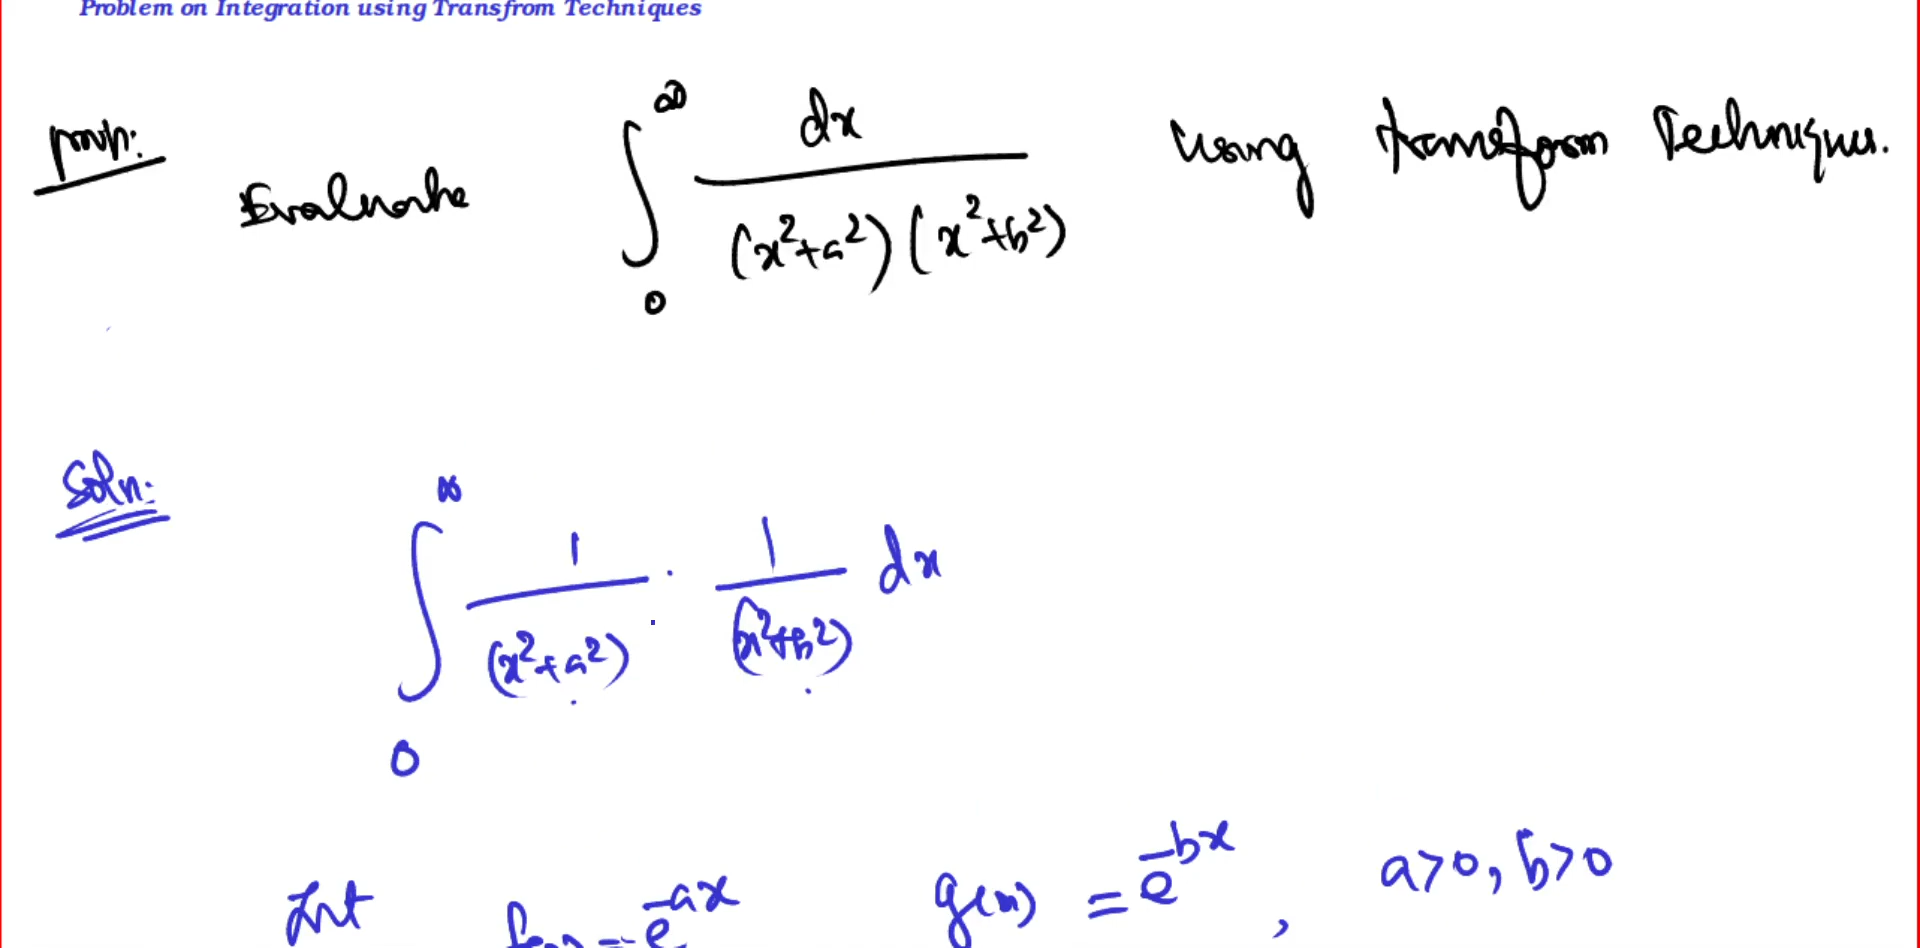 Problem on Integration using Transfrom Techniques
prob: Evaluate ∫₀^∞ dx / (x²+a²)(x²+b²) using transform Techniques.
Soln: ∫₀^∞ 1/(x²+a²) · 1/(x²+b²) dx
Let f(x) = e^-ax g(x) = e^-bx , a>0, b>0